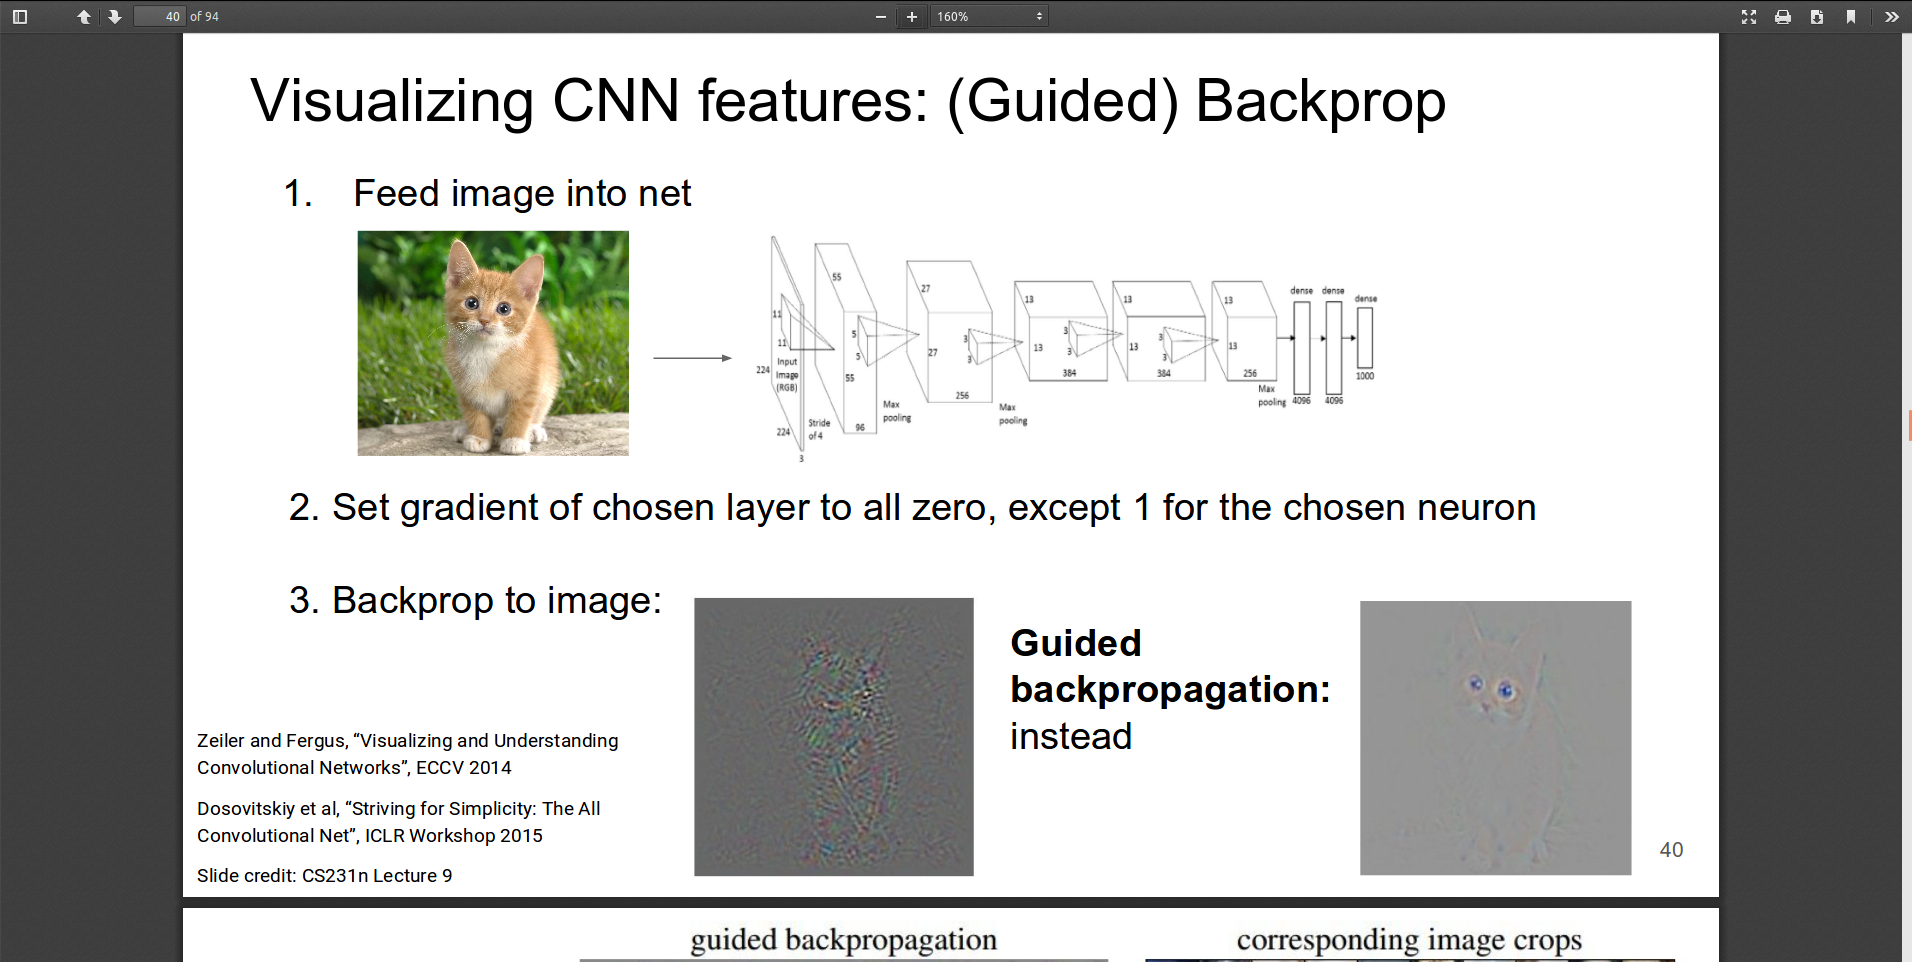 40 of 94
160%
Visualizing CNN features: (Guided) Backprop
1. Feed image into net
55
27
13
13
13
dense
dense
dense
11
11
5
5
3
3
3
3
3
3
27
13
13
13
Input
Image
(RGB)
224
55
384
384
256
1000
Max
pooling
4096
4096
256
Max
pooling
Max
pooling
Stride
of 4
96
224
3
2. Set gradient of chosen layer to all zero, except 1 for the chosen neuron
3. Backprop to image:
Guided
backpropagation:
instead
Zeiler and Fergus, “Visualizing and Understanding
Convolutional Networks”, ECCV 2014
Dosovitskiy et al, “Striving for Simplicity: The All
Convolutional Net”, ICLR Workshop 2015
Slide credit: CS231n Lecture 9
40
guided backpropagation
corresponding image crops